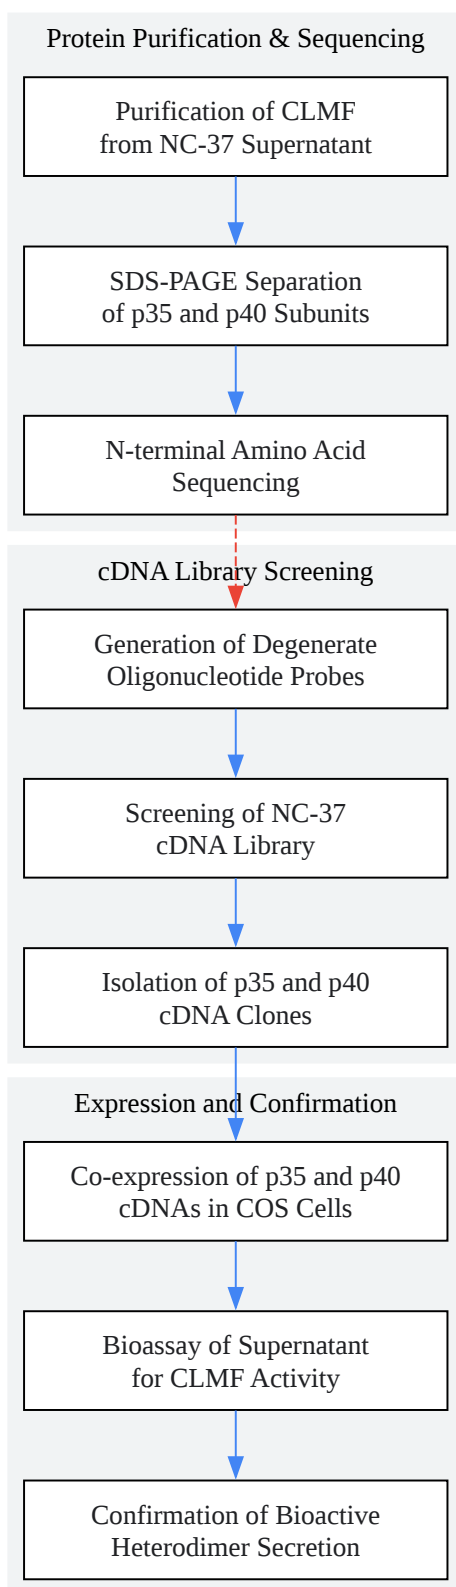 Protein Purification & Sequencing
Purification of CLMF
from NC-37 Supernatant
SDS-PAGE Separation
of p35 and p40 Subunits
N-terminal Amino Acid
Sequencing
cDNA Library Screening
Generation of Degenerate
Oligonucleotide Probes
Screening of NC-37
cDNA Library
Isolation of p35 and p40
cDNA Clones
Expression and Confirmation
Co-expression of p35 and p40
cDNAs in COS Cells
Bioassay of Supernatant
for CLMF Activity
Confirmation of Bioactive
Heterodimer Secretion